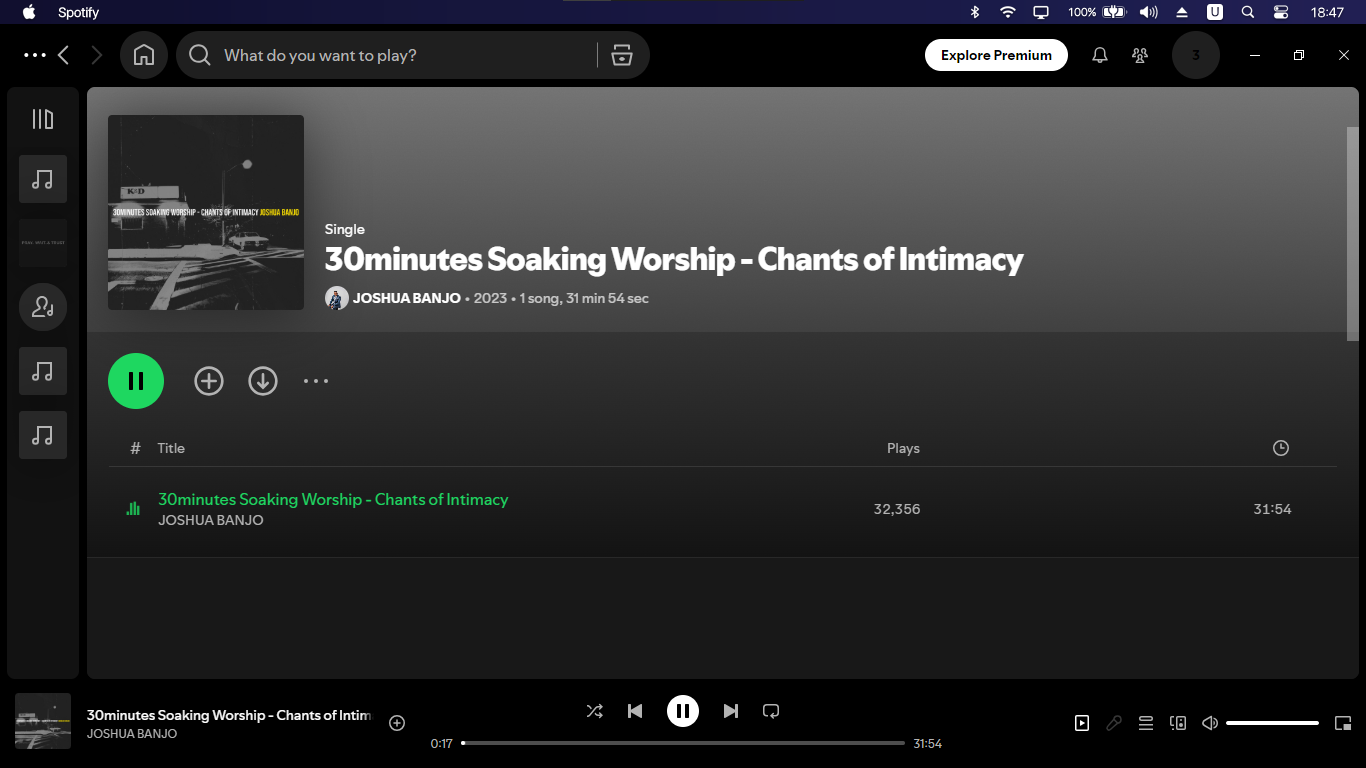 Spotify
100%
U
18:47
What do you want to play?
Explore Premium
3
K&D
30MINUTES SOAKING WORSHIP - CHANTS OF INTIMACY JOSHUA BANJO
Single
30minutes Soaking Worship - Chants of Intimacy
JOSHUA BANJO • 2023 • 1 song, 31 min 54 sec
# Title Plays
30minutes Soaking Worship - Chants of Intimacy
JOSHUA BANJO
32,356
31:54
30minutes Soaking Worship - Chants of Intim
JOSHUA BANJO
0:17
31:54